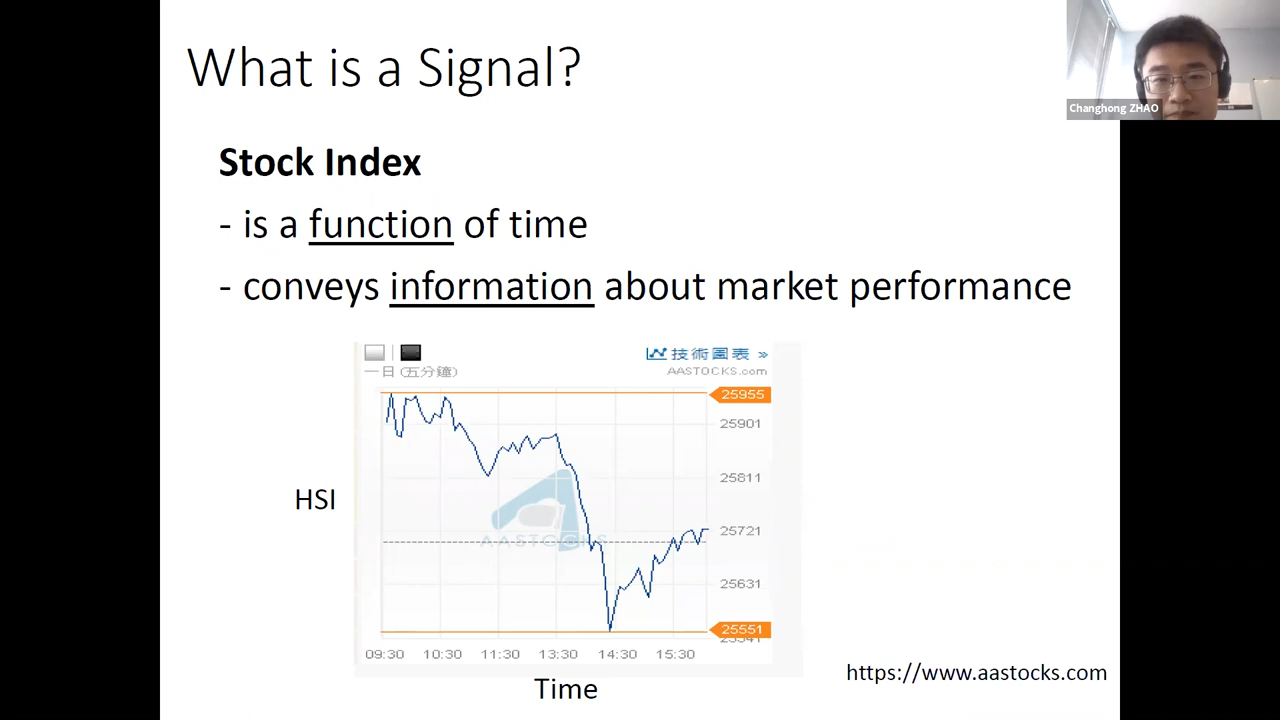 What is a Signal?
Changhong ZHAO
Stock Index
- is a function of time
- conveys information about market performance
技術圖表 »
一日 (五分鐘)
AASTOCKS.com
25955
25901
25811
HSI
AASTOCKS
25721
25631
25551
25541
09:30 10:30 11:30 13:30 14:30 15:30
Time
https://www.aastocks.com